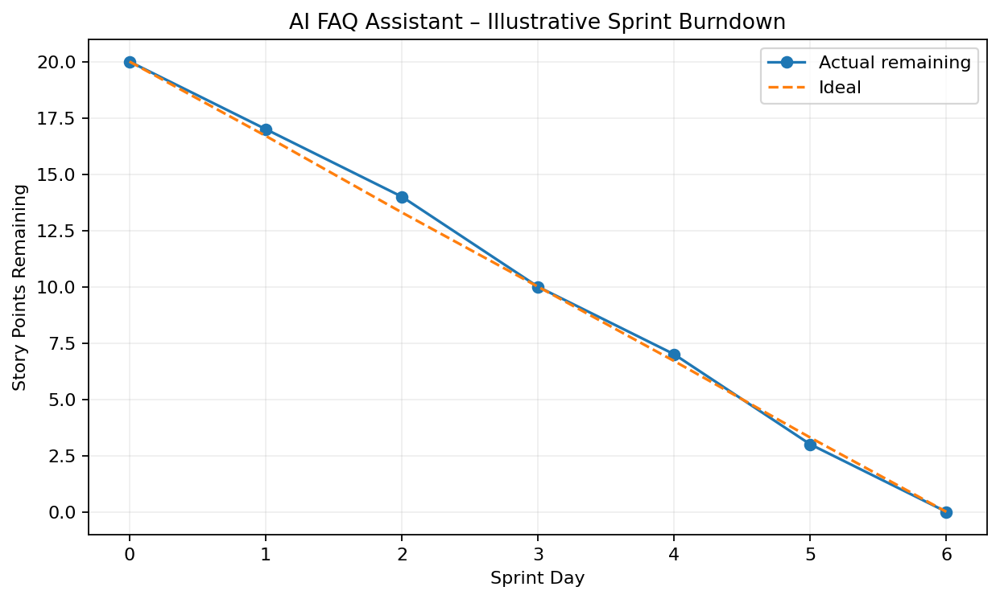 AI FAQ Assistant – Illustrative Sprint Burndown
Actual remaining
Ideal
Story Points Remaining
20.0
17.5
15.0
12.5
10.0
7.5
5.0
2.5
0.0
0 1 2 3 4 5 6
Sprint Day